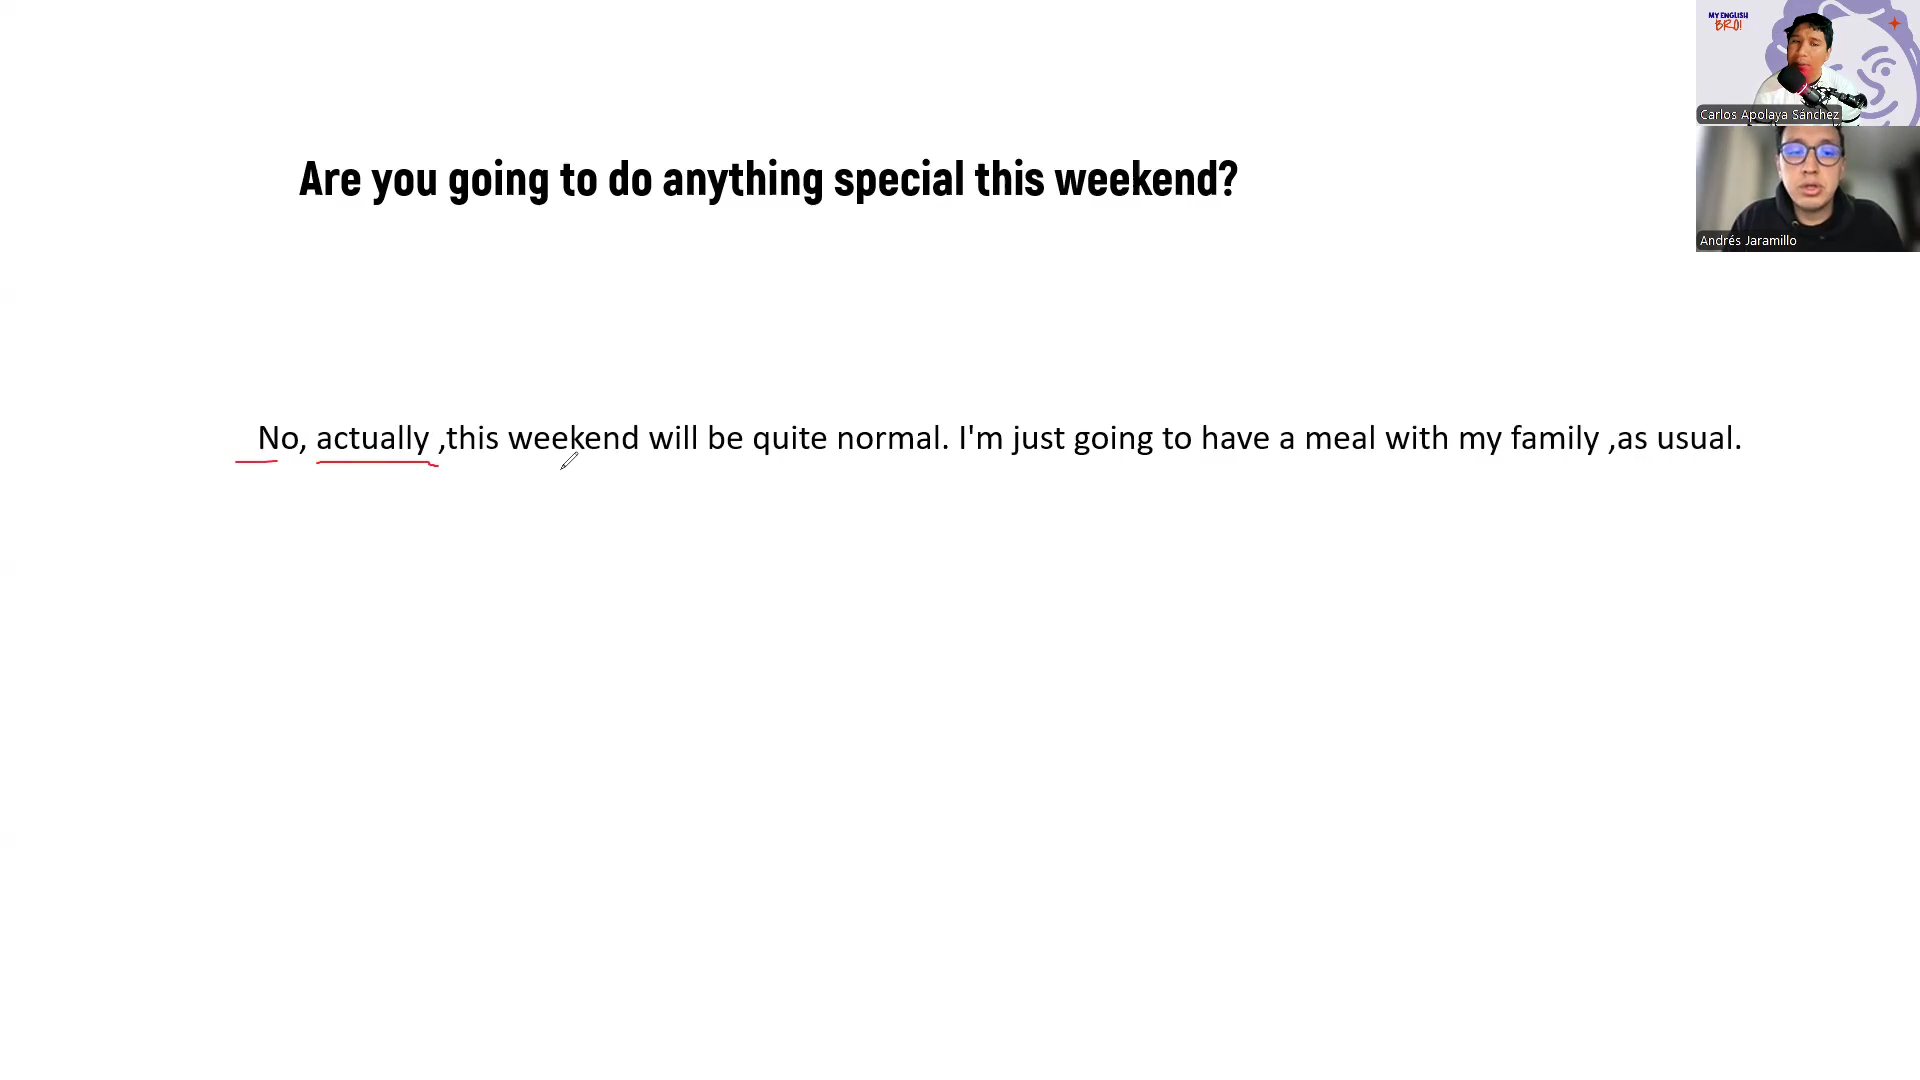 MY ENGLISH
BRO!
Carlos Apolaya Sánchez
Are you going to do anything special this weekend?
Andrés Jaramillo
No, actually ,this weekend will be quite normal. I'm just going to have a meal with my family ,as usual.